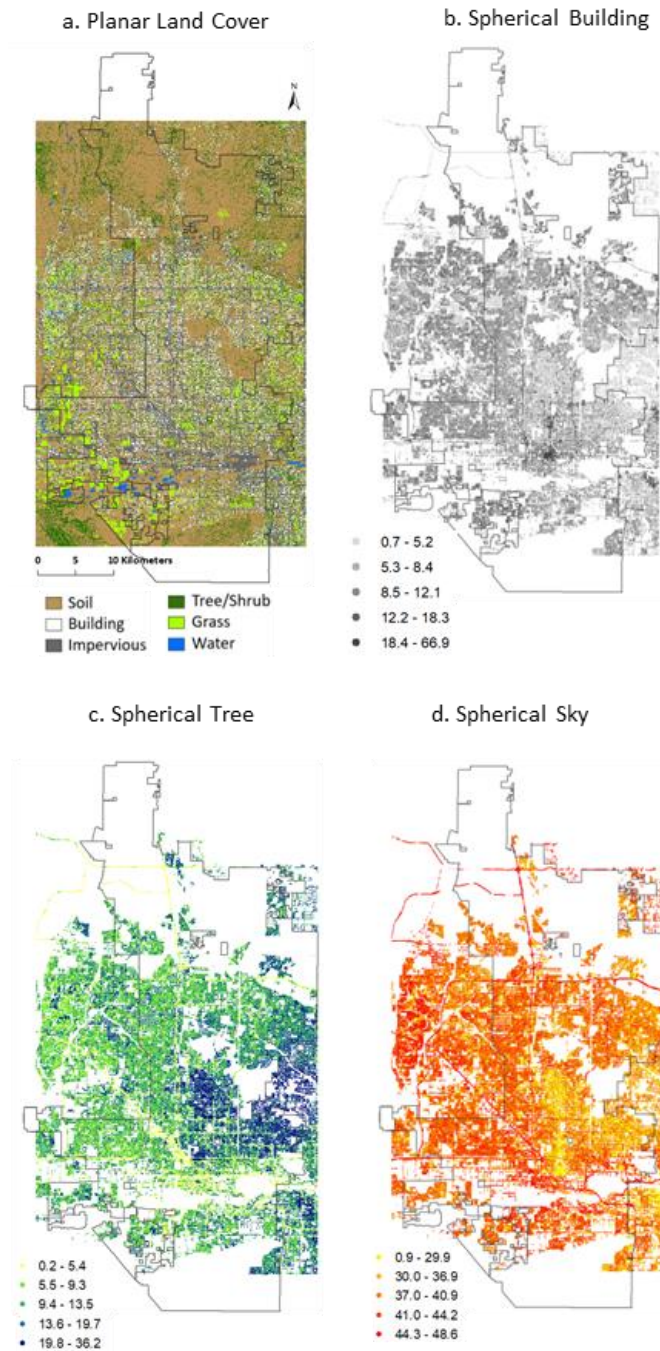 a. Planar Land Cover
b. Spherical Building
N
0 5 10 Kilometers
Soil
Building
Impervious
Tree/Shrub
Grass
Water
0.7 - 5.2
5.3 - 8.4
8.5 - 12.1
12.2 - 18.3
18.4 - 66.9
c. Spherical Tree
d. Spherical Sky
0.2 - 5.4
5.5 - 9.3
9.4 - 13.5
13.6 - 19.7
19.8 - 36.2
0.9 - 29.9
30.0 - 36.9
37.0 - 40.9
41.0 - 44.2
44.3 - 48.6